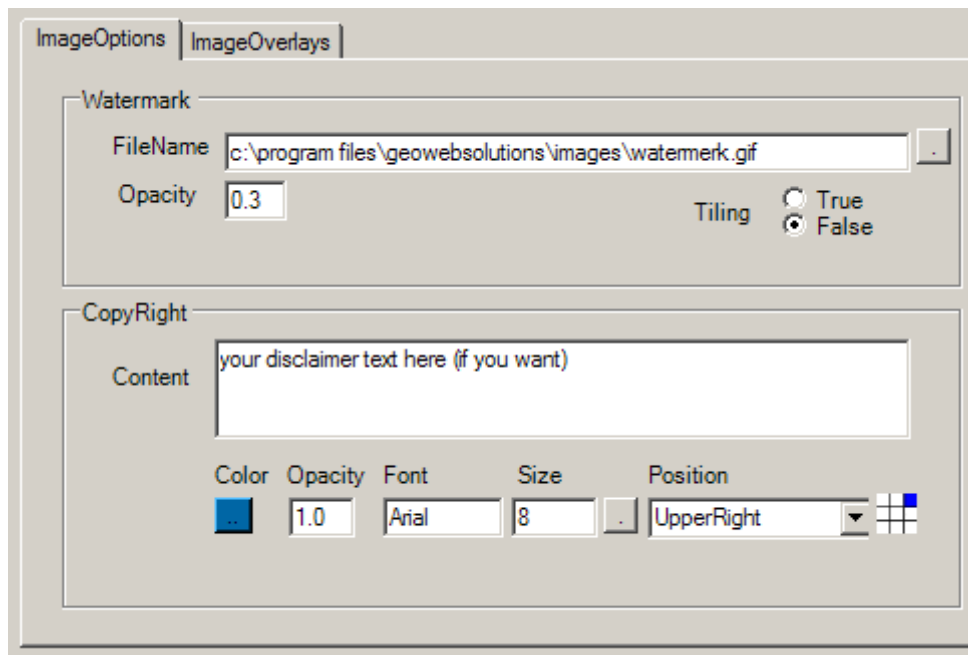 ImageOptions ImageOverlays
Watermark
FileName c:\program files\geowebsolutions\images\watermerk.gif .
Opacity 0.3 Tiling True
False
CopyRight
Content your disclaimer text here (if you want)
Color Opacity Font Size Position
.. 1.0 Arial 8 . UpperRight